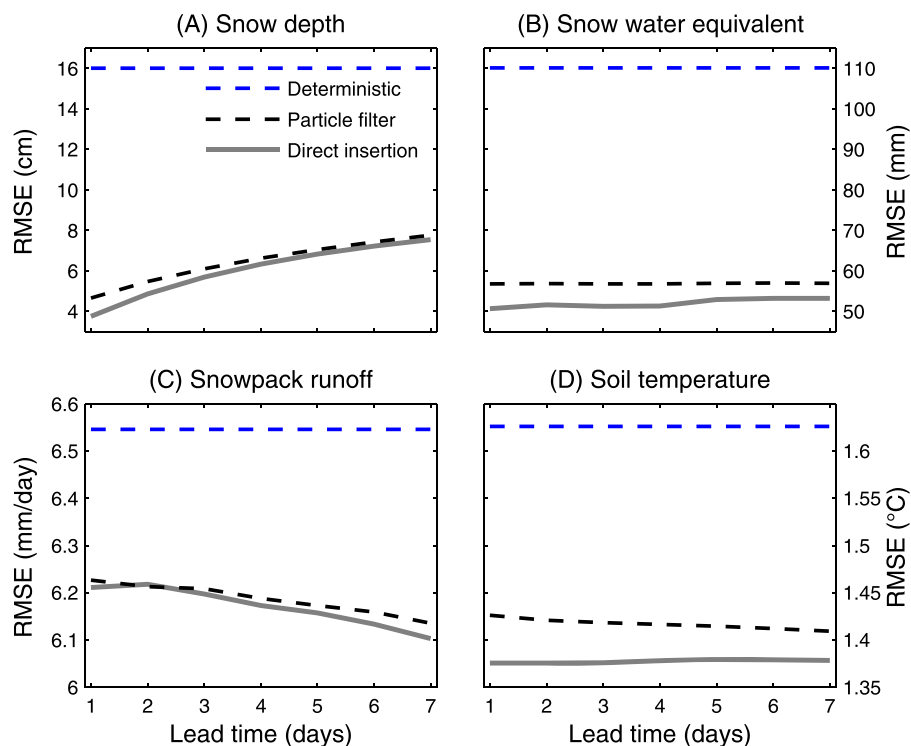 (A) Snow depth
(B) Snow water equivalent
16
14
12
10
8
6
4
RMSE (cm)
Deterministic
Particle filter
Direct insertion
110
100
90
80
70
60
50
RMSE (mm)
(C) Snowpack runoff
(D) Soil temperature
6.6
6.5
6.4
6.3
6.2
6.1
6
RMSE (mm/day)
1.6
1.55
1.5
1.45
1.4
1.35
RMSE (°C)
1 2 3 4 5 6 7
1 2 3 4 5 6 7
Lead time (days)
Lead time (days)